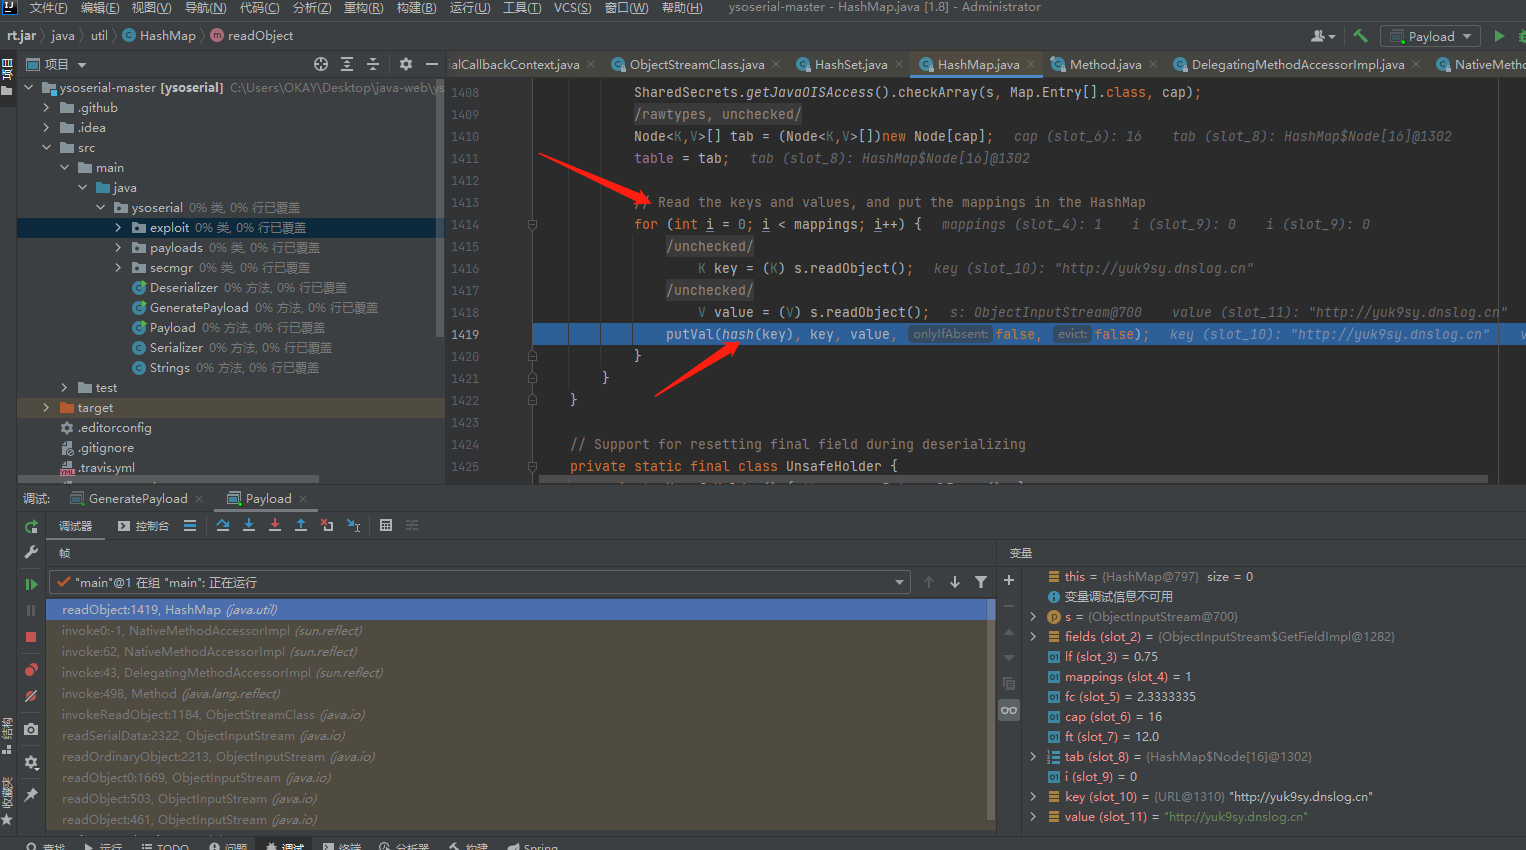 文件(F) 编辑(E) 视图(V) 导航(N) 代码(C) 分析(Z) 重构(R) 构建(B) 运行(U) 工具(T) VCS(S) 窗口(W) 帮助(H) ysoserial-master - HashMap.java [1.8] - Administrator
rt.jar java util HashMap readObject Payload
项目 alCallbackContext.java ObjectStreamClass.java HashSet.java HashMap.java Method.java DelegatingMethodAccessorImpl.java NativeMetho
ysoserial-master [ysoserial] C:\Users\OKAY\Desktop\java-web\ys
.github
.idea
src
main
java
ysoserial 0% 类, 0% 行已覆盖
exploit 0% 类, 0% 行已覆盖
payloads 0% 类, 0% 行已覆盖
secmgr 0% 类, 0% 行已覆盖
Deserializer 0% 方法, 0% 行已覆盖
GeneratePayload 0% 方法, 0% 行已覆盖
Payload 0% 方法, 0% 行已覆盖
Serializer 0% 方法, 0% 行已覆盖
Strings 0% 方法, 0% 行已覆盖
test
target
.editorconfig
.gitignore
.travis.yml
1408 SharedSecrets.getJavaOISAccess().checkArray(s, Map.Entry[].class, cap);
1409 /rawtypes, unchecked/
1410 Node<K,V>[] tab = (Node<K,V>[])new Node[cap]; cap (slot_6): 16 tab (slot_8): HashMap$Node[16]@1302
1411 table = tab; tab (slot_8): HashMap$Node[16]@1302
1412
1413 // Read the keys and values, and put the mappings in the HashMap
1414 for (int i = 0; i < mappings; i++) { mappings (slot_4): 1 i (slot_9): 0 i (slot_9): 0
1415 /unchecked/
1416 K key = (K) s.readObject(); key (slot_10): "http://yuk9sy.dnslog.cn"
1417 /unchecked/
1418 V value = (V) s.readObject(); s: ObjectInputStream@700 value (slot_11): "http://yuk9sy.dnslog.cn"
1419 putVal(hash(key), key, value, onlyIfAbsent: false, evict: false); key (slot_10): "http://yuk9sy.dnslog.cn" v
1420 }
1421 }
1422 }
1423
1424 // Support for resetting final field during deserializing
1425 private static final class UnsafeHolder {
调试: GeneratePayload Payload
调试器 控制台
帧
"main"@1 在组 "main": 正在运行
readObject:1419, HashMap (java.util)
invoke0:-1, NativeMethodAccessorImpl (sun.reflect)
invoke:62, NativeMethodAccessorImpl (sun.reflect)
invoke:43, DelegatingMethodAccessorImpl (sun.reflect)
invoke:498, Method (java.lang.reflect)
invokeReadObject:1184, ObjectStreamClass (java.io)
readSerialData:2322, ObjectInputStream (java.io)
readOrdinaryObject:2213, ObjectInputStream (java.io)
readObject0:1669, ObjectInputStream (java.io)
readObject:503, ObjectInputStream (java.io)
readObject:461, ObjectInputStream (java.io)
变量
this = {HashMap@797} size = 0
变量调试信息不可用
s = {ObjectInputStream@700}
fields (slot_2) = {ObjectInputStream$GetFieldImpl@1282}
lf (slot_3) = 0.75
mappings (slot_4) = 1
fc (slot_5) = 2.3333335
cap (slot_6) = 16
ft (slot_7) = 12.0
tab (slot_8) = {HashMap$Node[16]@1302}
i (slot_9) = 0
key (slot_10) = {URL@1310} "http://yuk9sy.dnslog.cn"
value (slot_11) = "http://yuk9sy.dnslog.cn"
项目
结构
收藏夹
查找 运行 TODO 问题 调试 终端 分析器 构建 Spring